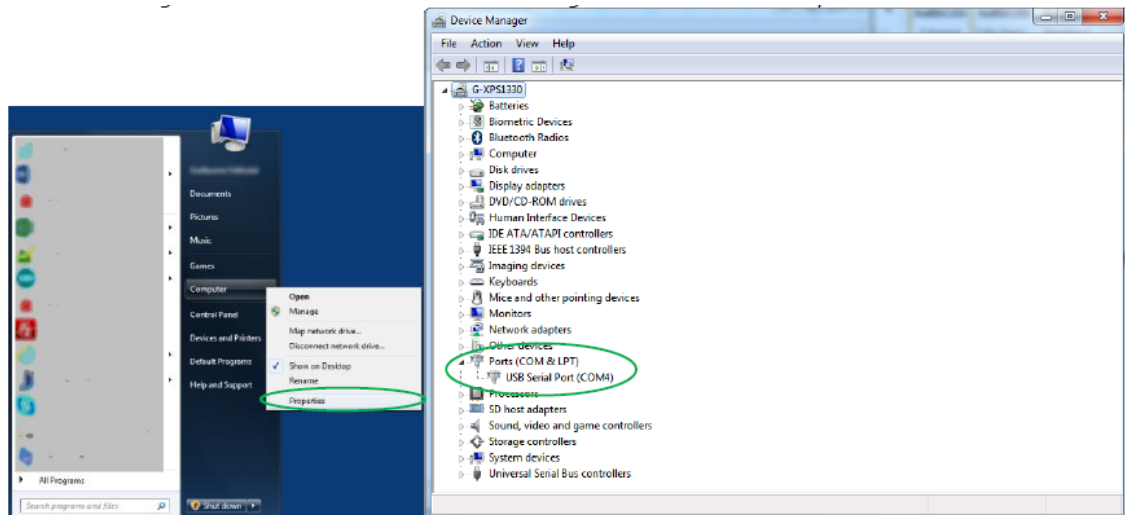 Documents
Pictures
Music
Games
Computer
Control Panel
Devices and Printers
Default Programs
Help and Support
All Programs
Search programs and files
Shut down
Open
Manage
Map network drive...
Disconnect network drive...
Show on Desktop
Rename
Properties
Device Manager
File Action View Help
G-XPS1330
Batteries
Biometric Devices
Bluetooth Radios
Computer
Disk drives
Display adapters
DVD/CD-ROM drives
Human Interface Devices
IDE ATA/ATAPI controllers
IEEE 1394 Bus host controllers
Imaging devices
Keyboards
Mice and other pointing devices
Monitors
Network adapters
Other devices
Ports (COM & LPT)
USB Serial Port (COM4)
Processors
SD host adapters
Sound, video and game controllers
Storage controllers
System devices
Universal Serial Bus controllers